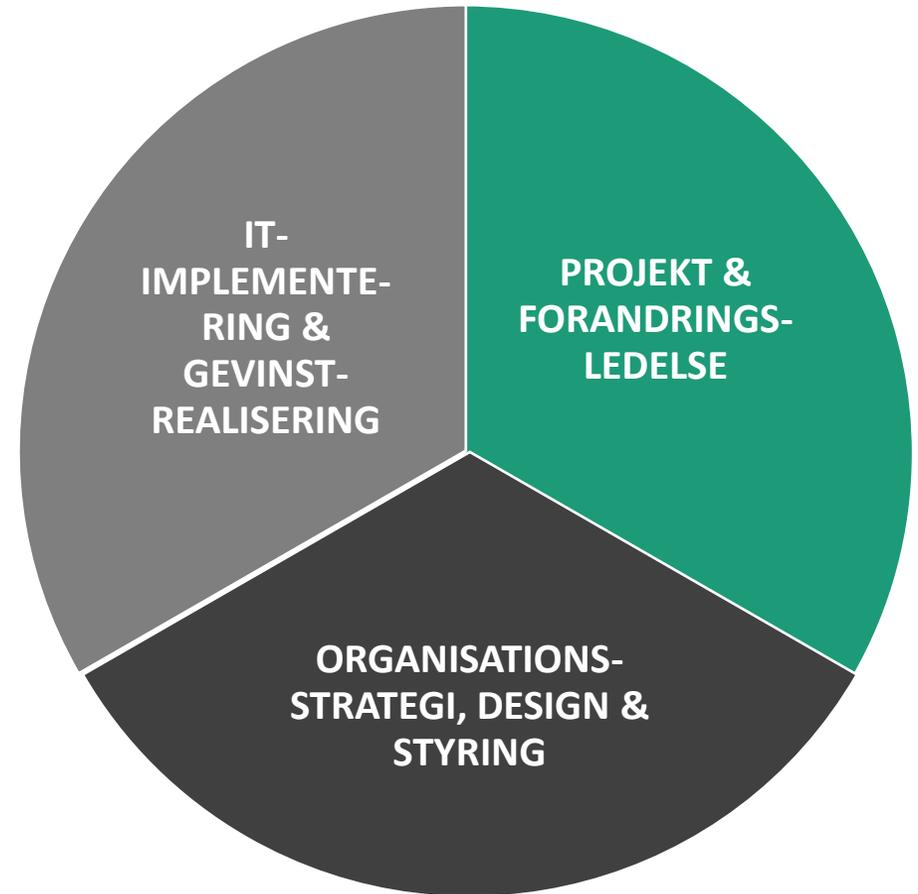 IT-
IMPLEMENTE-
RING &
GEVINST-
REALISERING
PROJEKT &
FORANDRINGS-
LEDELSE
ORGANISATIONS-
STRATEGI, DESIGN &
STYRING